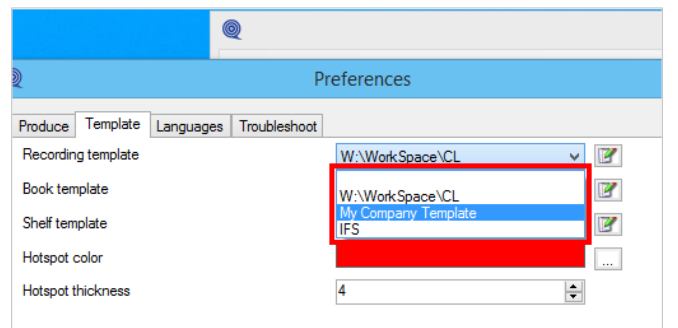 Preferences
Produce Template Languages Troubleshoot
Recording template W:\WorkSpace\CL
Book template W:\WorkSpace\CL
My Company Template
Shelf template IFS
Hotspot color ...
Hotspot thickness 4